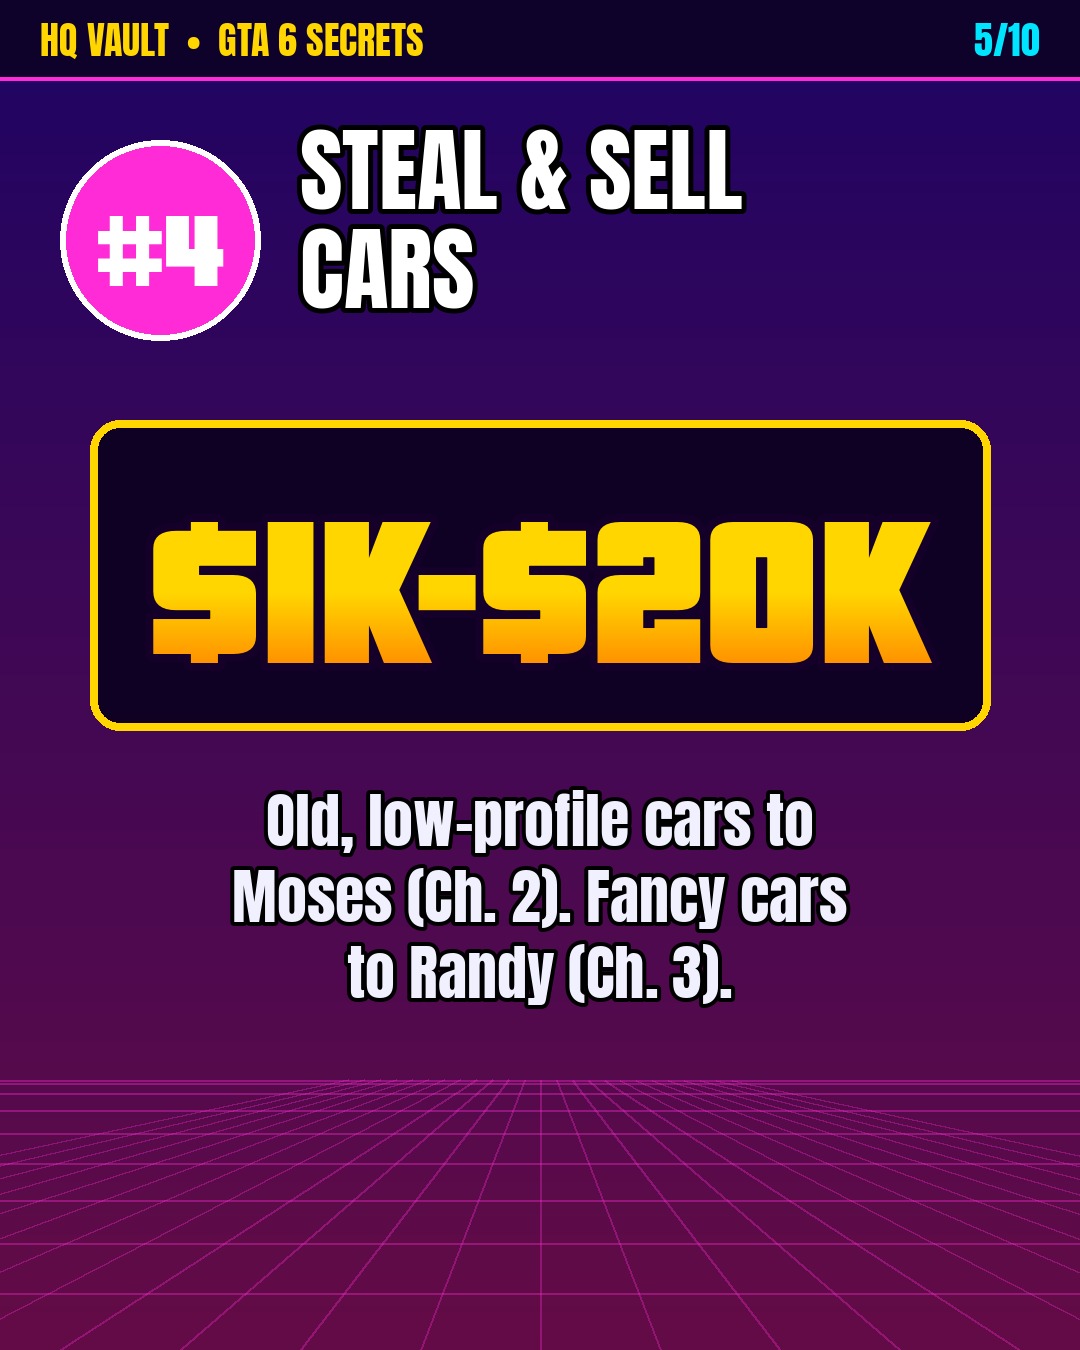 HQ VAULT • GTA 6 SECRETS
5/10
#4
STEAL & SELL
CARS
$1K-$20K
Old, low-profile cars to
Moses (Ch. 2). Fancy cars
to Randy (Ch. 3).